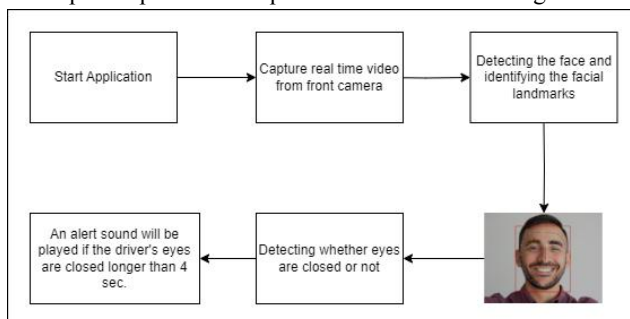 Start Application
Capture real time video
from front camera
Detecting the face and
identifying the facial
landmarks
An alert sound will be
played if the driver's eyes
are closed longer than 4
sec.
Detecting whether eyes
are closed or not